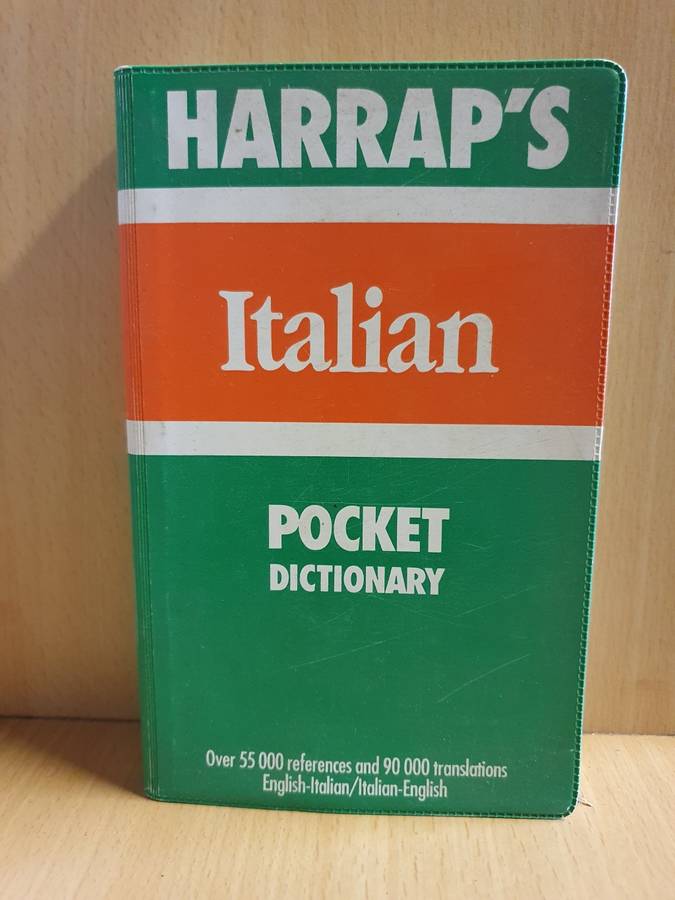 HARRAP'S
Italian
POCKET
DICTIONARY
Over 55 000 references and 90 000 translations
English-Italian/Italian-English